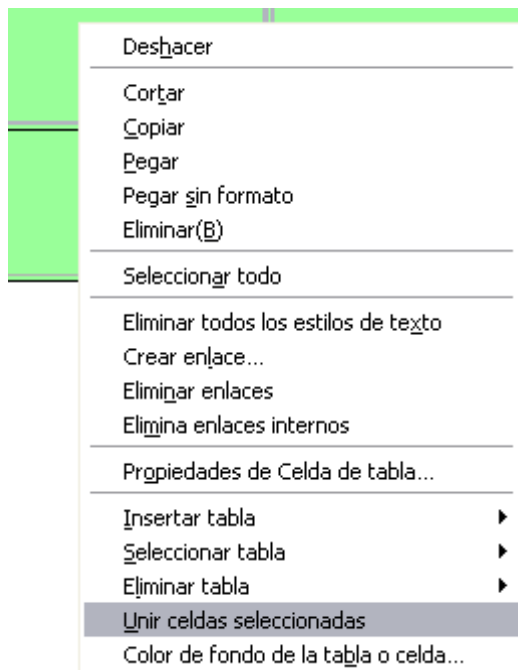 Deshacer
Cortar
Copiar
Pegar
Pegar sin formato
Eliminar(B)
Seleccionar todo
Eliminar todos los estilos de texto
Crear enlace...
Eliminar enlaces
Elimina enlaces internos
Propiedades de Celda de tabla...
Insertar tabla
Seleccionar tabla
Eliminar tabla
Unir celdas seleccionadas
Color de fondo de la tabla o celda...